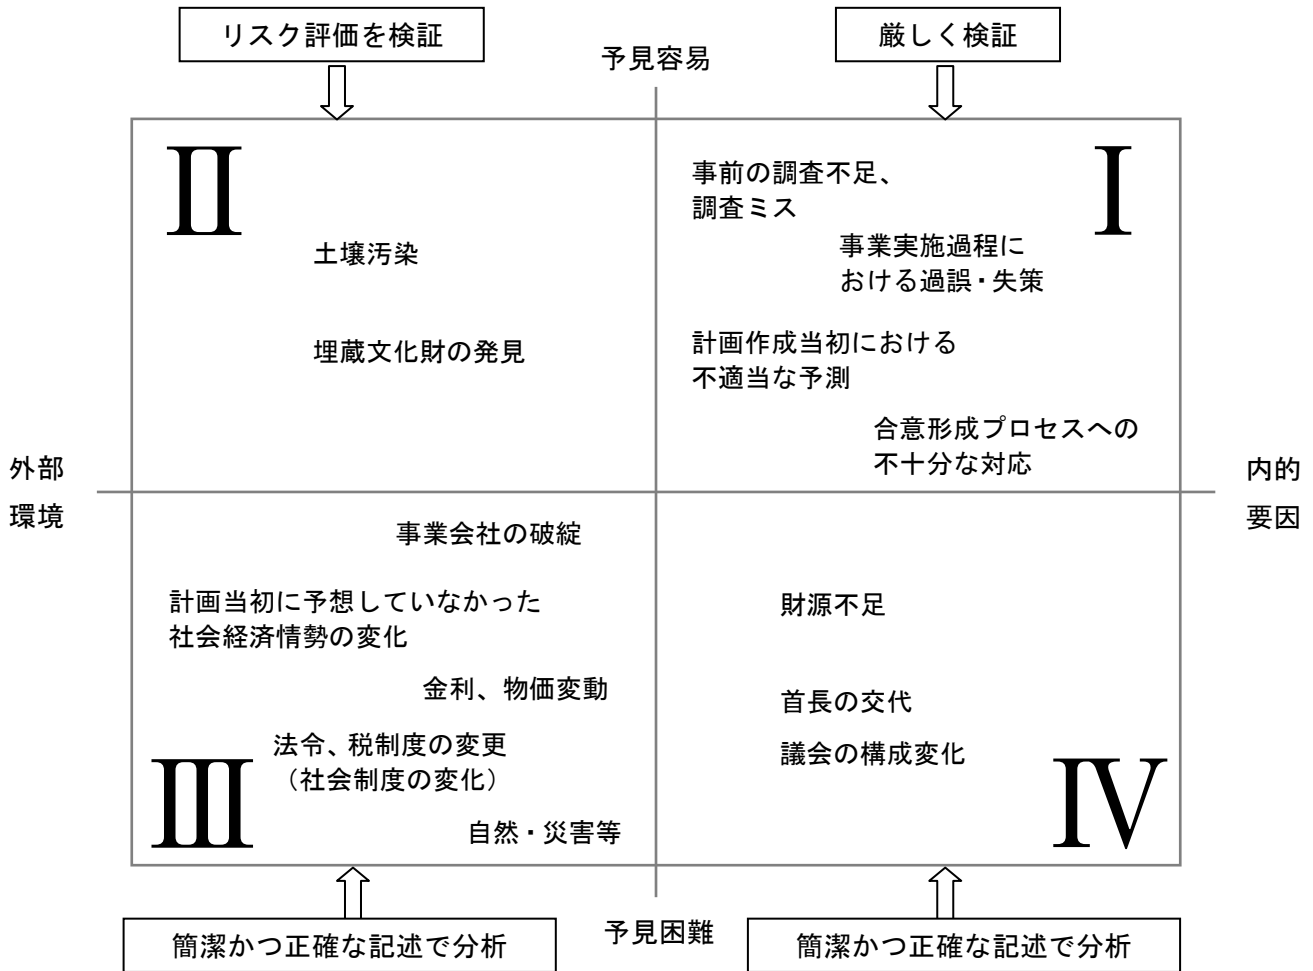 リスク評価を検証
厳しく検証
予見容易
Ⅱ
Ⅰ
事前の調査不足、
調査ミス
事業実施過程に
おける過誤・失策
土壌汚染
埋蔵文化財の発見
計画作成当初における
不適当な予測
合意形成プロセスへの
不十分な対応
外部
環境
内的
要因
事業会社の破綻
計画当初に予想していなかった
社会経済情勢の変化
金利、物価変動
法令、税制度の変更
（社会制度の変化）
自然・災害等
Ⅲ
財源不足
首長の交代
議会の構成変化
Ⅳ
予見困難
簡潔かつ正確な記述で分析
簡潔かつ正確な記述で分析